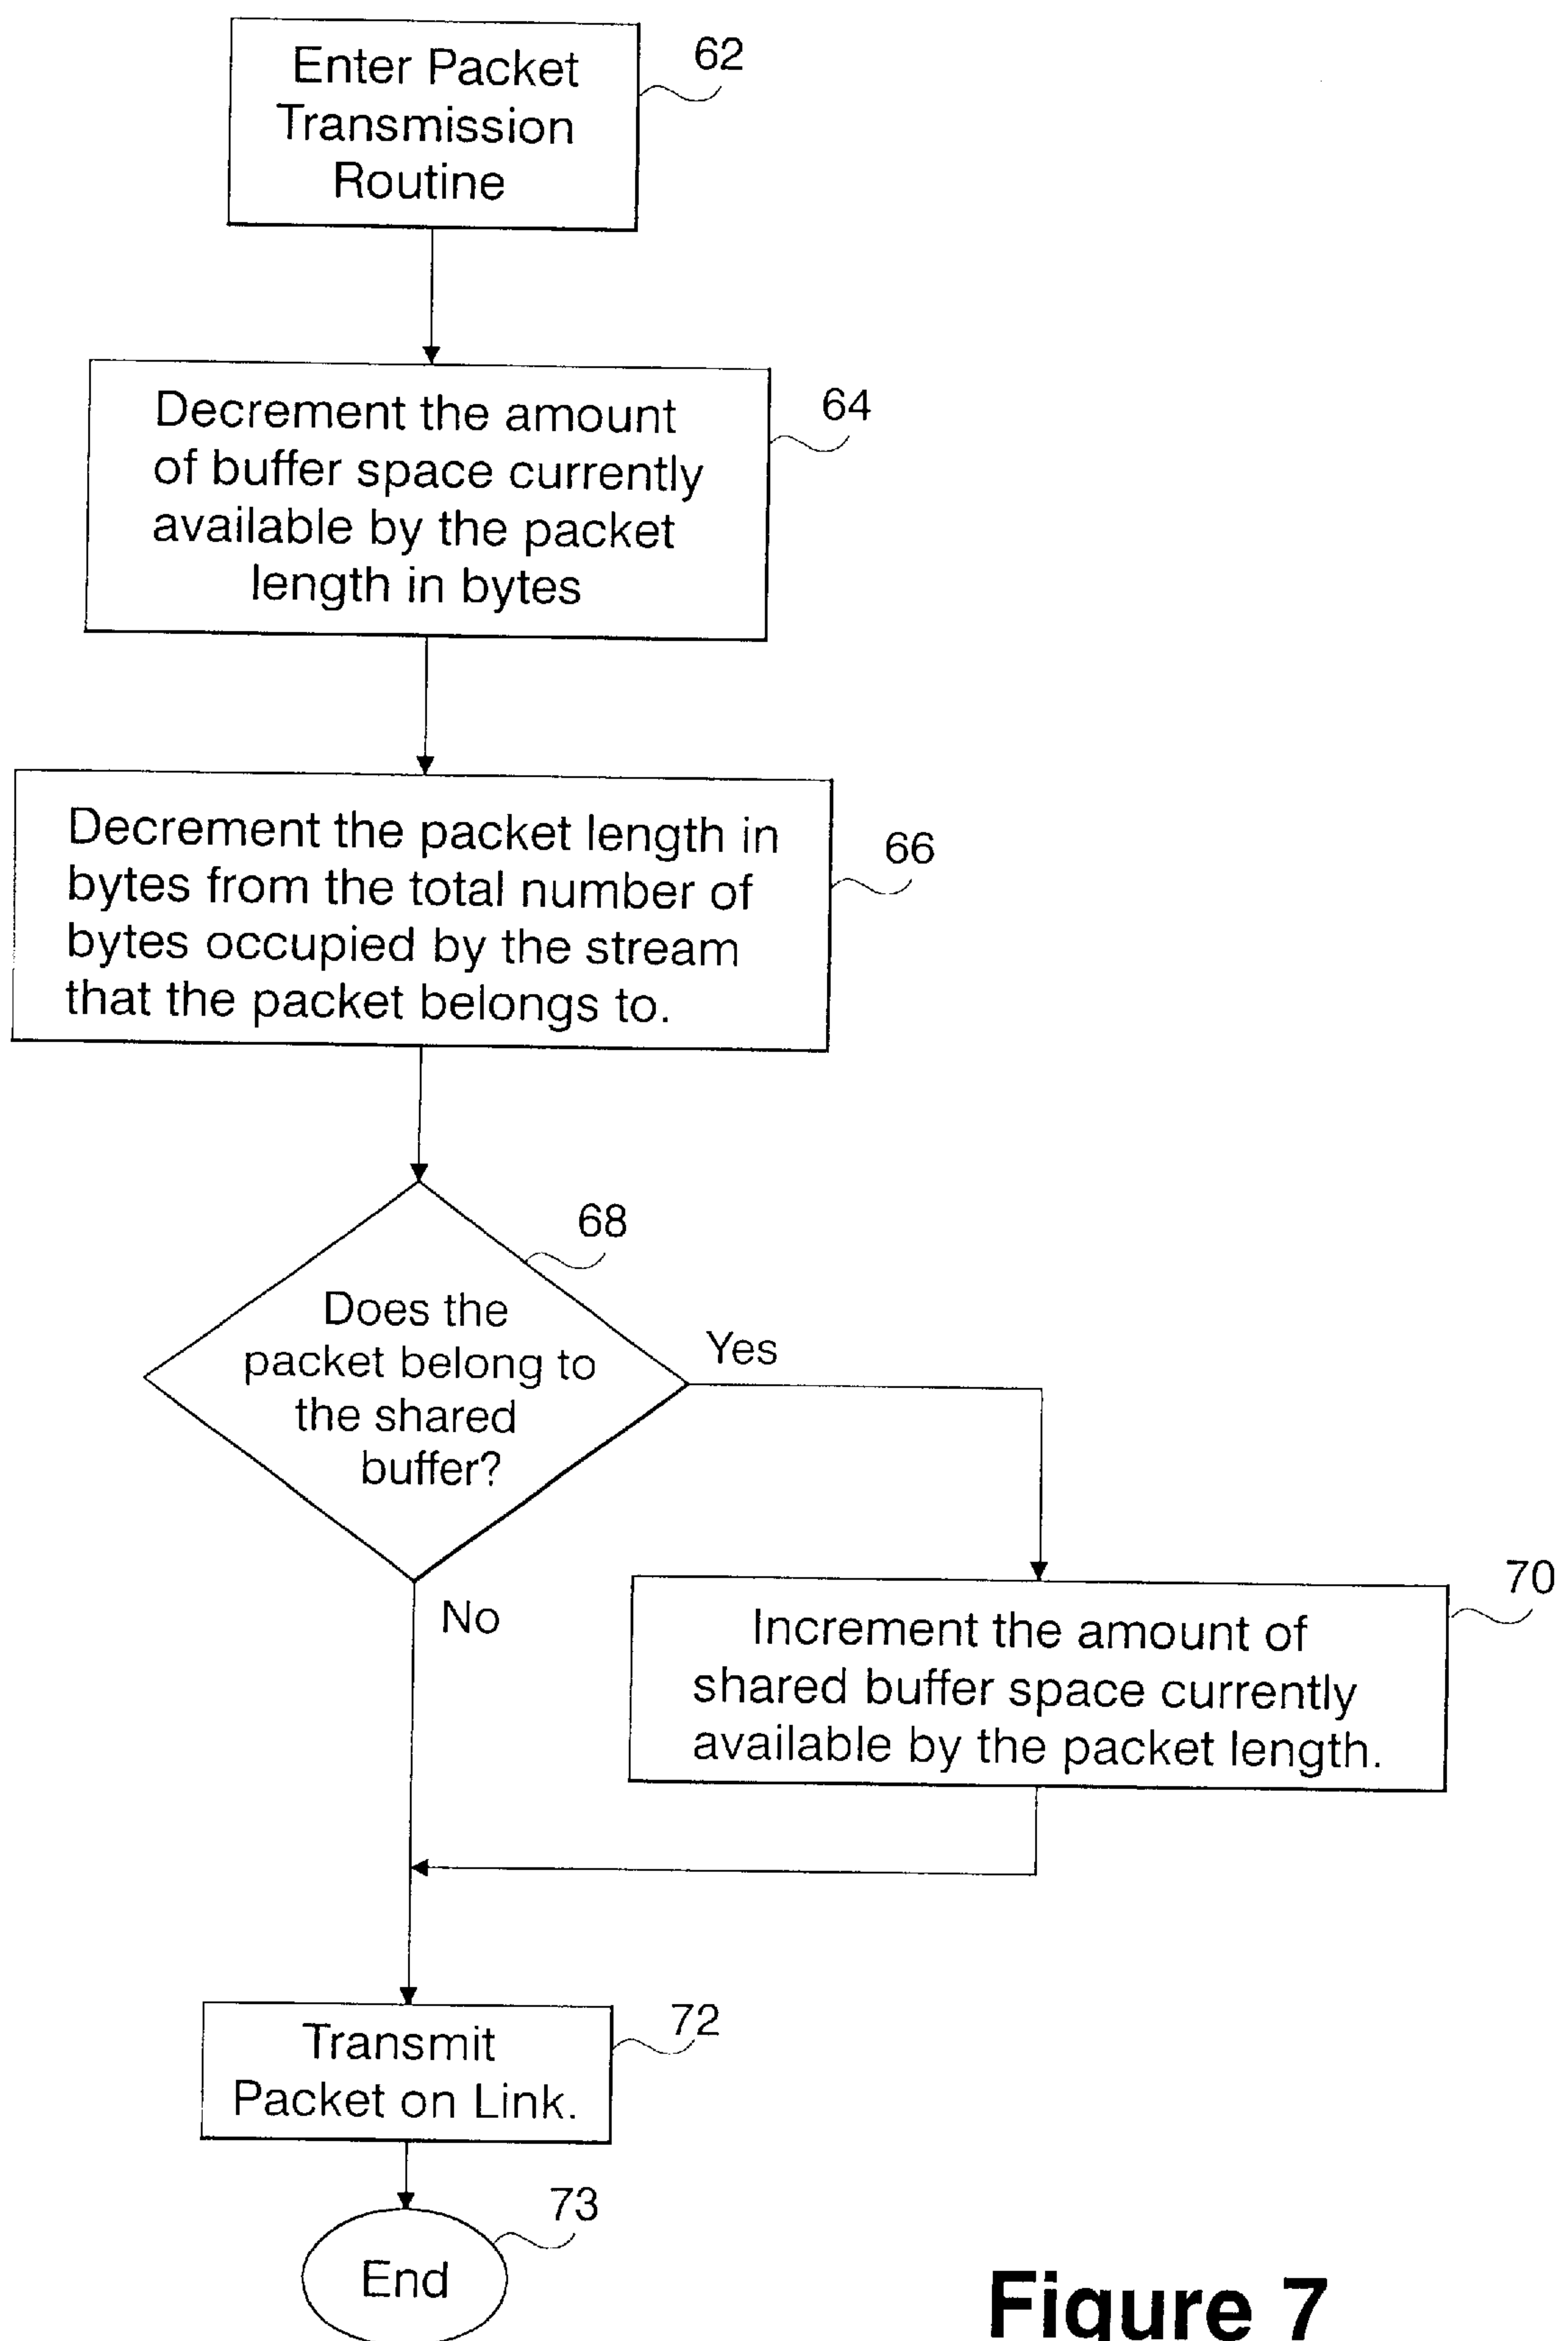 Enter Packet
Transmission
Routine
62
Decrement the amount
of buffer space currently
available by the packet
length in bytes
64
Decrement the packet length in
bytes from the total number of
bytes occupied by the stream
that the packet belongs to.
66
68
Does the
packet belong to
the shared
buffer?
Yes
No
70
Increment the amount of
shared buffer space currently
available by the packet length.
72
Transmit
Packet on Link.
73
End
Figure 7